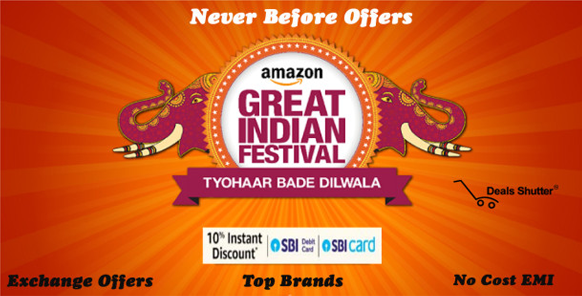 Never Before Offers
amazon
GREAT
INDIAN
FESTIVAL
TYOHAAR BADE DILWALA
Deals Shutter®
10% Instant
Discount*
SBI Debit Card
SBI card
Exchange Offers
Top Brands
No Cost EMI